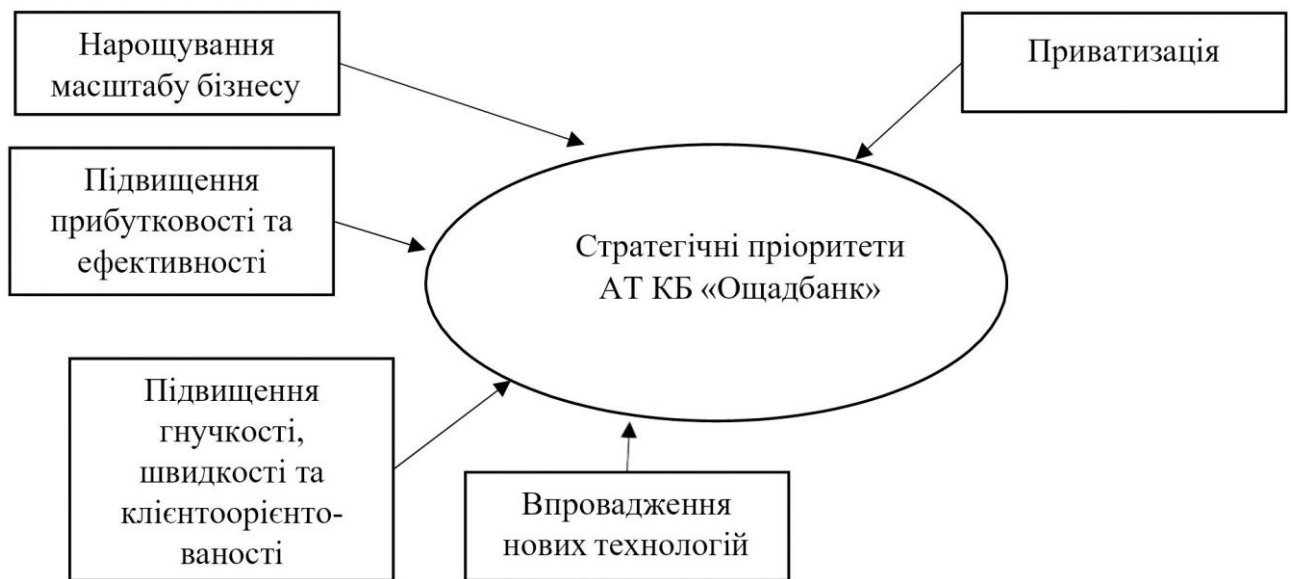 Нарощування
масштабу бізнесу
Приватизація
Підвищення
прибутковості та
ефективності
Стратегічні пріоритети
АТ КБ «Ощадбанк»
Підвищення
гнучкості,
швидкості та
клієнтоорієнто-
ваності
Впровадження
нових технологій